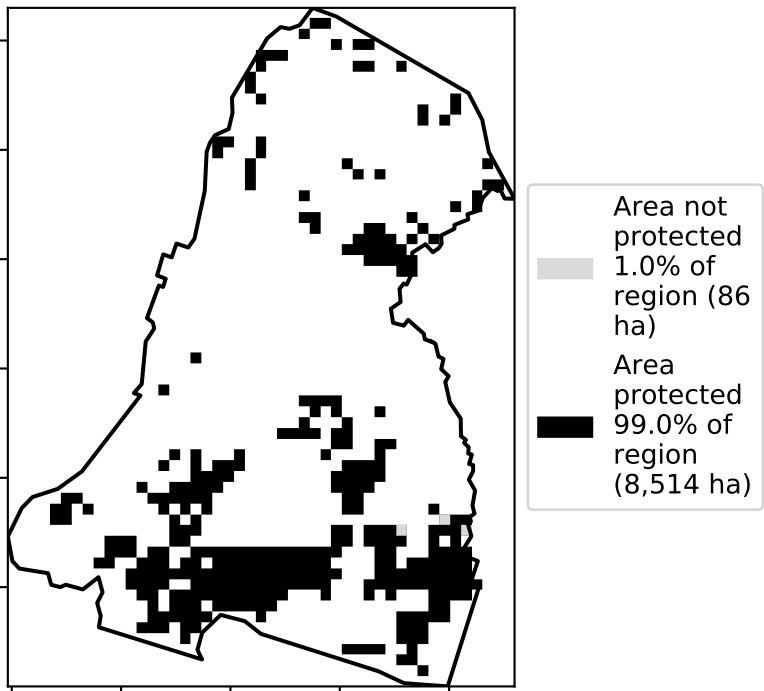 Area not
protected
1.0% of
region (86
ha)
Area
protected
99.0% of
region
(8,514 ha)